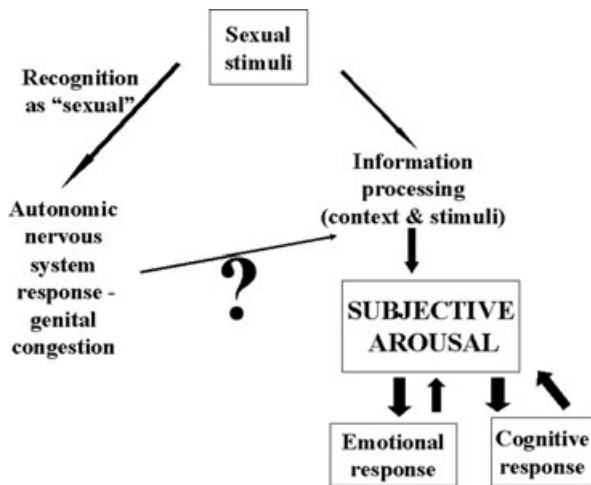 Sexual
stimuli
Recognition
as “sexual”
Information
processing
(context & stimuli)
Autonomic
nervous
system
response -
genital
congestion
?
SUBJECTIVE
AROUSAL
Emotional
response
Cognitive
response